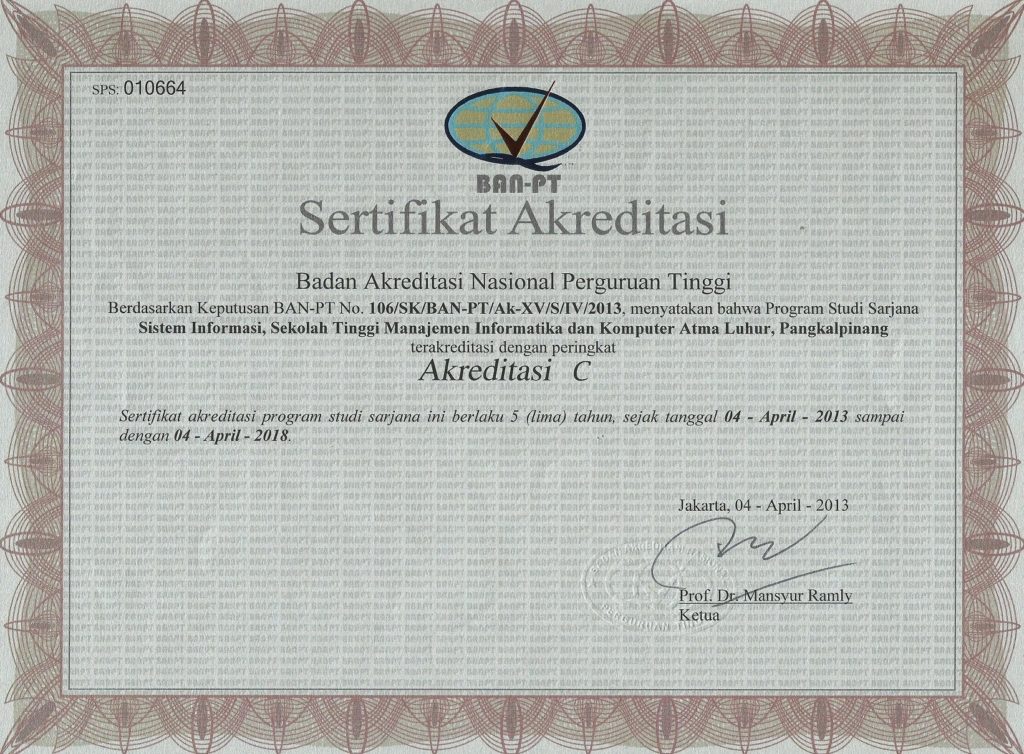 SPS: 010664
BAN-PT
Sertifikat Akreditasi
Badan Akreditasi Nasional Perguruan Tinggi
Berdasarkan Keputusan BAN-PT No. 106/SK/BAN-PT/Ak-XV/S/IV/2013, menyatakan bahwa Program Studi Sarjana
Sistem Informasi, Sekolah Tinggi Manajemen Informatika dan Komputer Atma Luhur, Pangkalpinang
terakreditasi dengan peringkat
Akreditasi C
Sertifikat akreditasi program studi sarjana ini berlaku 5 (lima) tahun, sejak tanggal 04 - April - 2013 sampai
dengan 04 - April - 2018.
Jakarta, 04 - April - 2013
Prof. Dr. Mansyur Ramly
Ketua